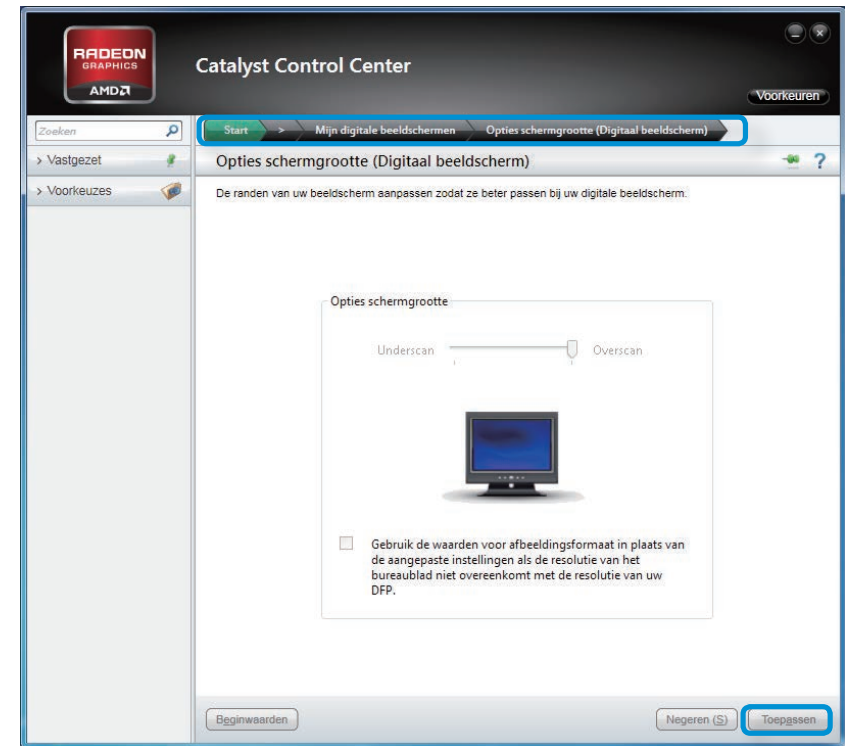 RADEON
GRAPHICS
AMD
Catalyst Control Center
Voorkeuren
Zoeken
Start > Mijn digitale beeldschermen Opties schermgrootte (Digitaal beeldscherm)
> Vastgezet
Opties schermgrootte (Digitaal beeldscherm) ?
> Voorkeuzes
De randen van uw beeldscherm aanpassen zodat ze beter passen bij uw digitale beeldscherm.
Opties schermgrootte
Underscan Overscan
Gebruik de waarden voor afbeeldingsformaat in plaats van
de aangepaste instellingen als de resolutie van het
bureaublad niet overeenkomt met de resolutie van uw
DFP.
Beginwaarden Negeren (S) Toepassen